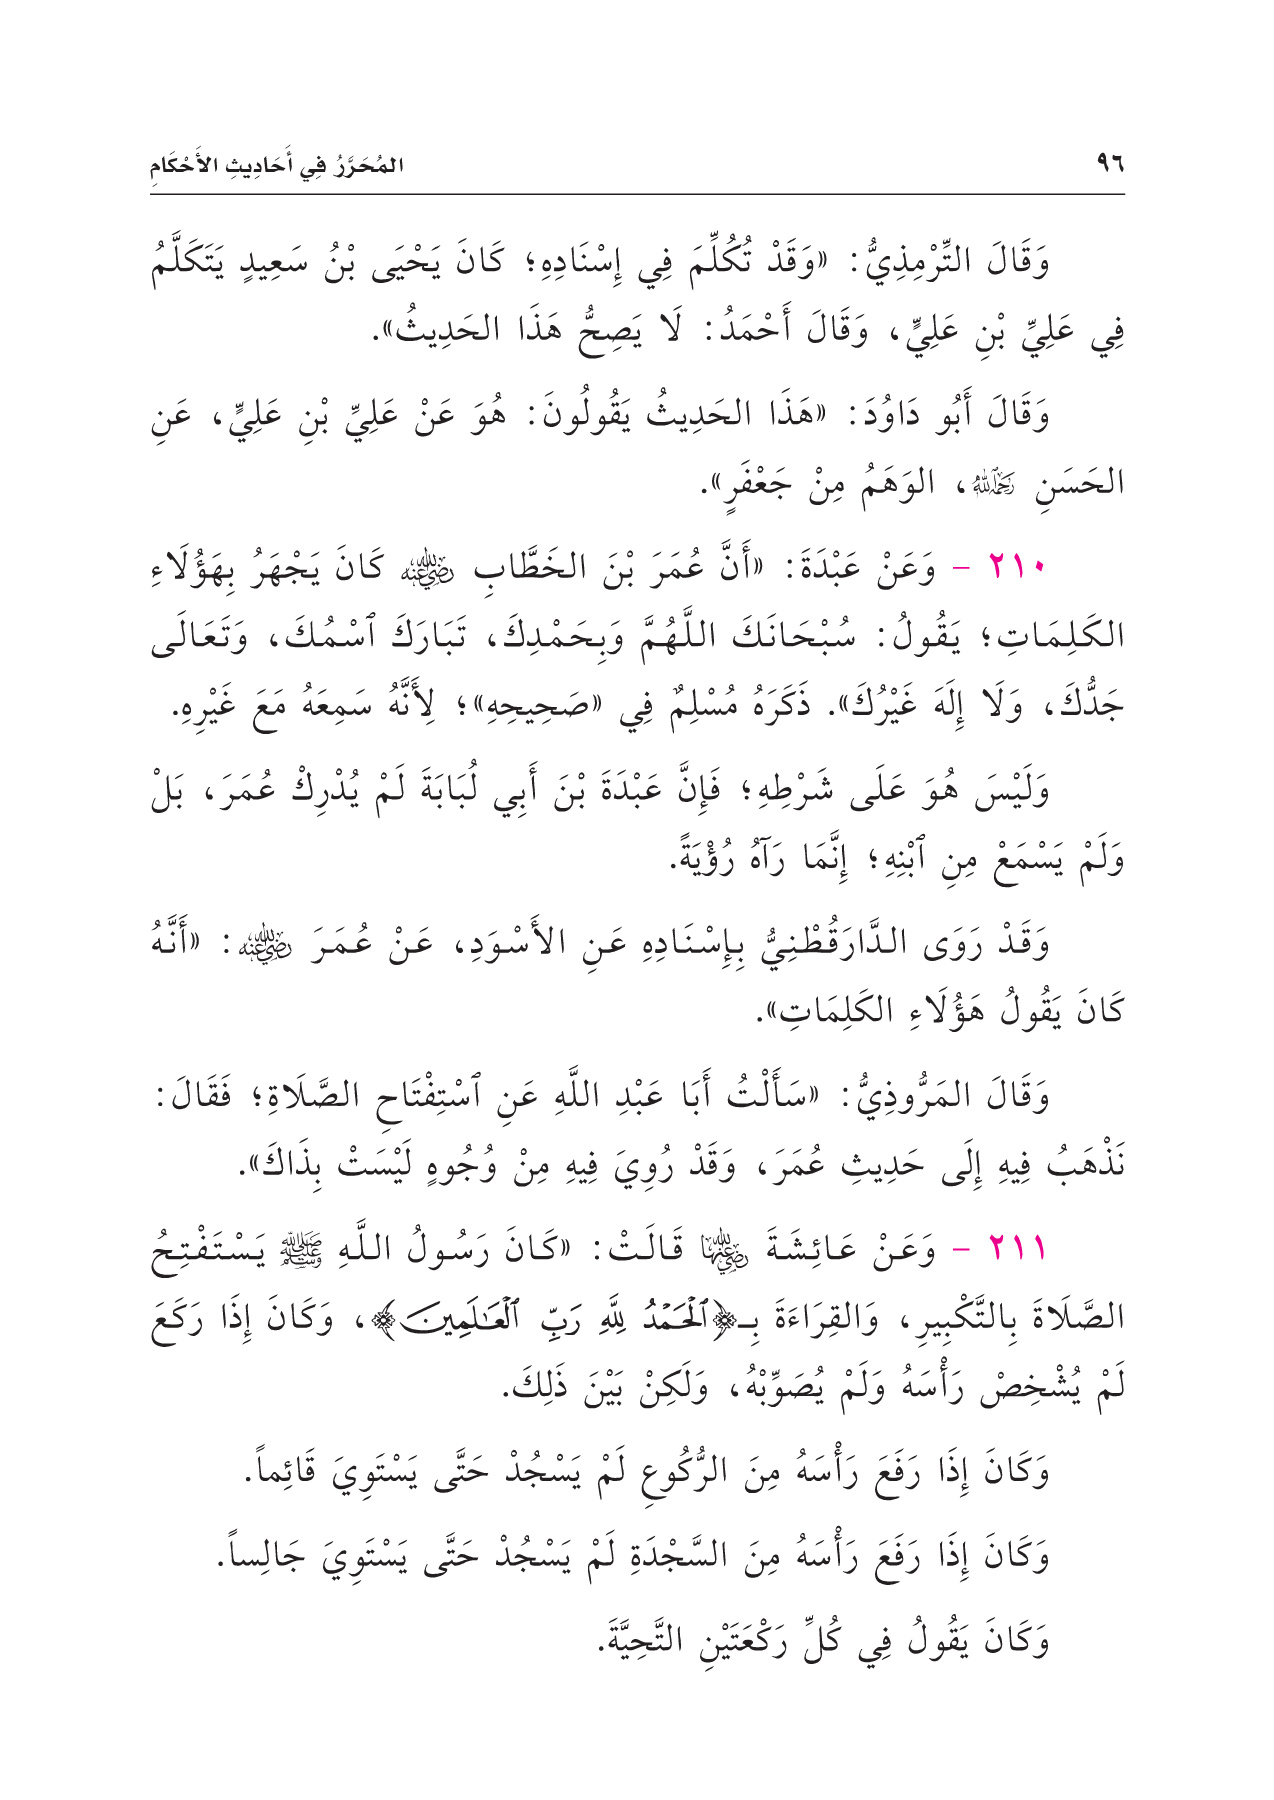 ٩٦
المُحَرَّرُ فِي أَحَادِيثِ الأَحْكَامِ
وَقَالَ التِّرْمِذِيُّ: «وَقَدْ تُكُلِّمَ فِي إِسْنَادِهِ؛ كَانَ يَحْيَى بْنُ سَعِيدٍ يَتَكَلَّمُ
فِي عَلِيِّ بْنِ عَلِيٍّ، وَقَالَ أَحْمَدُ: لَا يَصِحُّ هَذَا الحَدِيثُ».
وَقَالَ أَبُو دَاوُدَ: «هَذَا الحَدِيثُ يَقُولُونَ: هُوَ عَنْ عَلِيِّ بْنِ عَلِيٍّ، عَنِ
الحَسَنِ رَحِمَهُ اللَّهُ، الوَهَمُ مِنْ جَعْفَرٍ».
٢١٠ - وَعَنْ عَبْدَةَ: «أَنَّ عُمَرَ بْنَ الخَطَّابِ رَضِيَ اللَّهُ عَنْهُ كَانَ يَجْهَرُ بِهَؤُلَاءِ
الكَلِمَاتِ؛ يَقُولُ: سُبْحَانَكَ اللَّهُمَّ وَبِحَمْدِكَ، تَبَارَكَ ٱسْمُكَ، وَتَعَالَى
جَدُّكَ، وَلَا إِلَهَ غَيْرُكَ». ذَكَرَهُ مُسْلِمٌ فِي «صَحِيحِهِ»؛ لِأَنَّهُ سَمِعَهُ مَعَ غَيْرِهِ.
وَلَيْسَ هُوَ عَلَى شَرْطِهِ؛ فَإِنَّ عَبْدَةَ بْنَ أَبِي لُبَابَةَ لَمْ يُدْرِكْ عُمَرَ، بَلْ
وَلَمْ يَسْمَعْ مِنِ ٱبْنِهِ؛ إِنَّمَا رَآهُ رُؤْيَةً.
وَقَدْ رَوَى الدَّارَقُطْنِيُّ بِإِسْنَادِهِ عَنِ الأَسْوَدِ، عَنْ عُمَرَ رَضِيَ اللَّهُ عَنْهُ: «أَنَّهُ
كَانَ يَقُولُ هَؤُلَاءِ الكَلِمَاتِ».
وَقَالَ المَرُّوذِيُّ: «سَأَلْتُ أَبَا عَبْدِ اللَّهِ عَنِ ٱسْتِفْتَاحِ الصَّلَاةِ؛ فَقَالَ:
نَذْهَبُ فِيهِ إِلَى حَدِيثِ عُمَرَ، وَقَدْ رُوِيَ فِيهِ مِنْ وُجُوهٍ لَيْسَتْ بِذَاكَ».
٢١١ - وَعَنْ عَائِشَةَ رَضِيَ اللَّهُ عَنْهَا قَالَتْ: «كَانَ رَسُولُ اللَّهِ ﷺ يَسْتَفْتِحُ
الصَّلَاةَ بِالتَّكْبِيرِ، وَالقِرَاءَةَ بِـ﴿ٱلْحَمْدُ لِلَّهِ رَبِّ ٱلْعَٰلَمِينَ﴾، وَكَانَ إِذَا رَكَعَ
لَمْ يُشْخِصْ رَأْسَهُ وَلَمْ يُصَوِّبْهُ، وَلَكِنْ بَيْنَ ذَلِكَ.
وَكَانَ إِذَا رَفَعَ رَأْسَهُ مِنَ الرُّكُوعِ لَمْ يَسْجُدْ حَتَّى يَسْتَوِيَ قَائِماً.
وَكَانَ إِذَا رَفَعَ رَأْسَهُ مِنَ السَّجْدَةِ لَمْ يَسْجُدْ حَتَّى يَسْتَوِيَ جَالِساً.
وَكَانَ يَقُولُ فِي كُلِّ رَكْعَتَيْنِ التَّحِيَّةَ.